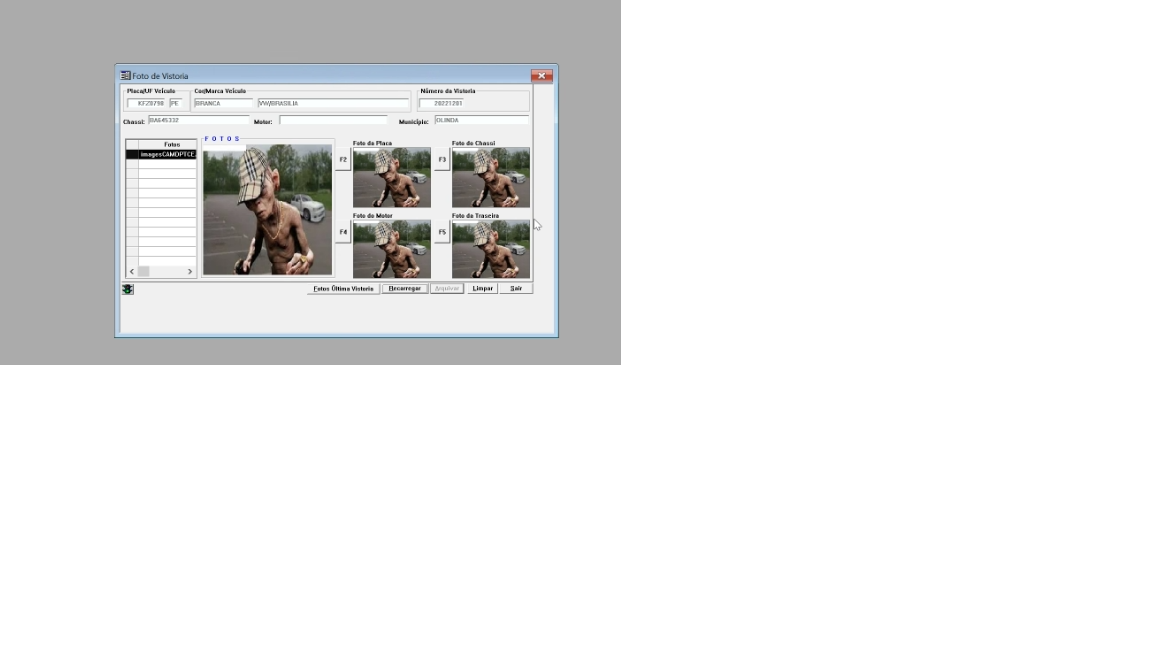 Foto de Vistoria
Placa/UF Veículo
Cor/Marca Veículo
Número da Vistoria
KFZ0798
PE
BRANCA
VW/BRASILIA
20221201
Chassi:
BA645332
Motor:
Município:
OLINDA
Fotos
F O T O S
imagesCAMOPTCE
Foto da Placa
Foto do Chassi
F2
F3
Foto do Motor
Foto da Traseira
F4
F5
Fotos Última Vistoria
Recarregar
Arquivar
Limpar
Sair